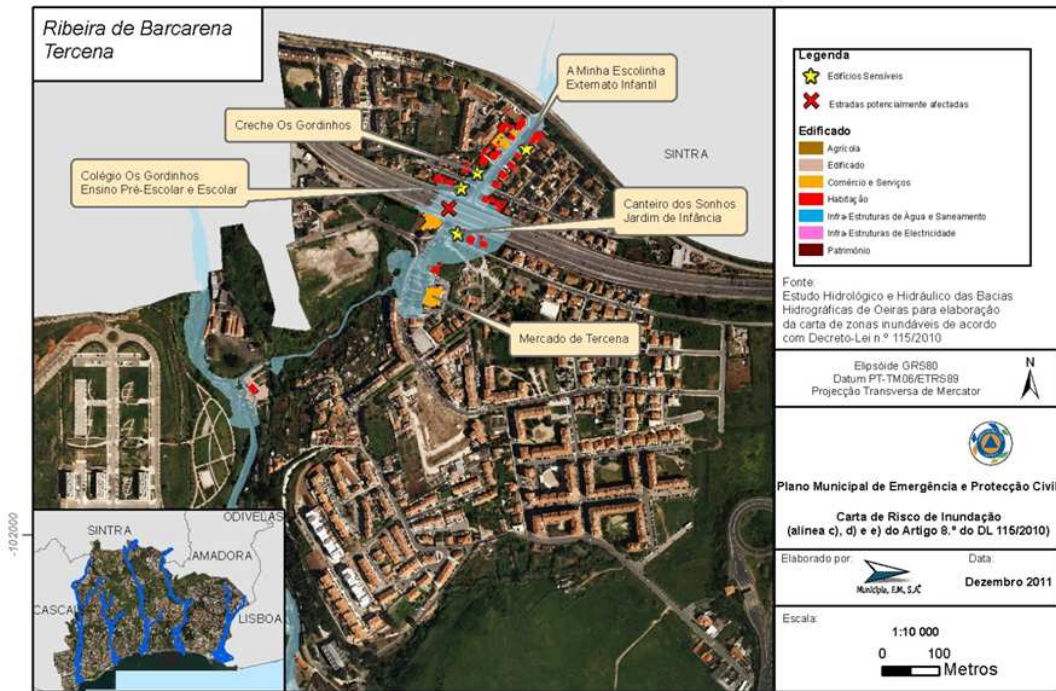 Ribeira de Barcarena
Tercena
A Minha Escolinha
Externato Infantil
Creche Os Gordinhos
SINTRA
Colégio Os Gordinhos
Ensino Pré-Escolar e Escolar
Canteiro dos Sonhos
Jardim de Infância
Mercado de Tercena
-102000
SINTRA
ODIVELAS
AMADORA
CASCAI
LISBOA
Legenda
Edifícios Sensíveis
Estradas potencialmente afectadas
Edificado
Agrícola
Edificado
Comércio e Serviços
Habitação
Infra-Estruturas de Água e Saneamento
Infra-Estruturas de Electricidade
Património
Fonte:
Estudo Hidrológico e Hidráulico das Bacias
Hidrográficas de Oeiras para elaboração
da carta de zonas inundáveis de acordo
com Decreto-Lei n.º 115/2010
Elipsóide GRS80
Datum PT-TM06/ETRS89
Projecção Transversa de Mercator
N
Plano Municipal de Emergência e Protecção Civil
Carta de Risco de Inundação
(alínea c), d) e e) do Artigo 8.º do DL 115/2010)
Elaborado por:
Municípia, E.M., S.A.
Data:
Dezembro 2011
Escala:
1:10 000
0 100
Metros